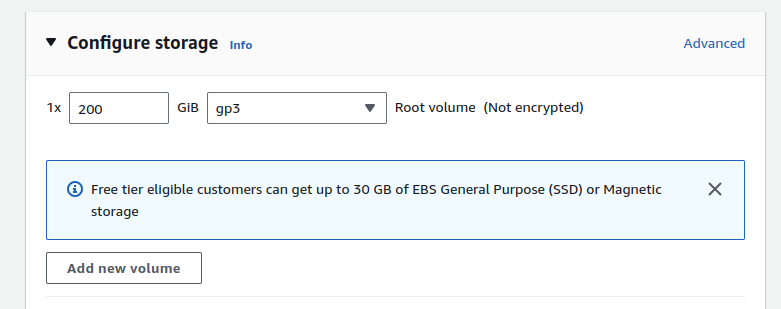 Configure storage Info Advanced
1x 200 GiB gp3 Root volume (Not encrypted)
Free tier eligible customers can get up to 30 GB of EBS General Purpose (SSD) or Magnetic
storage
Add new volume